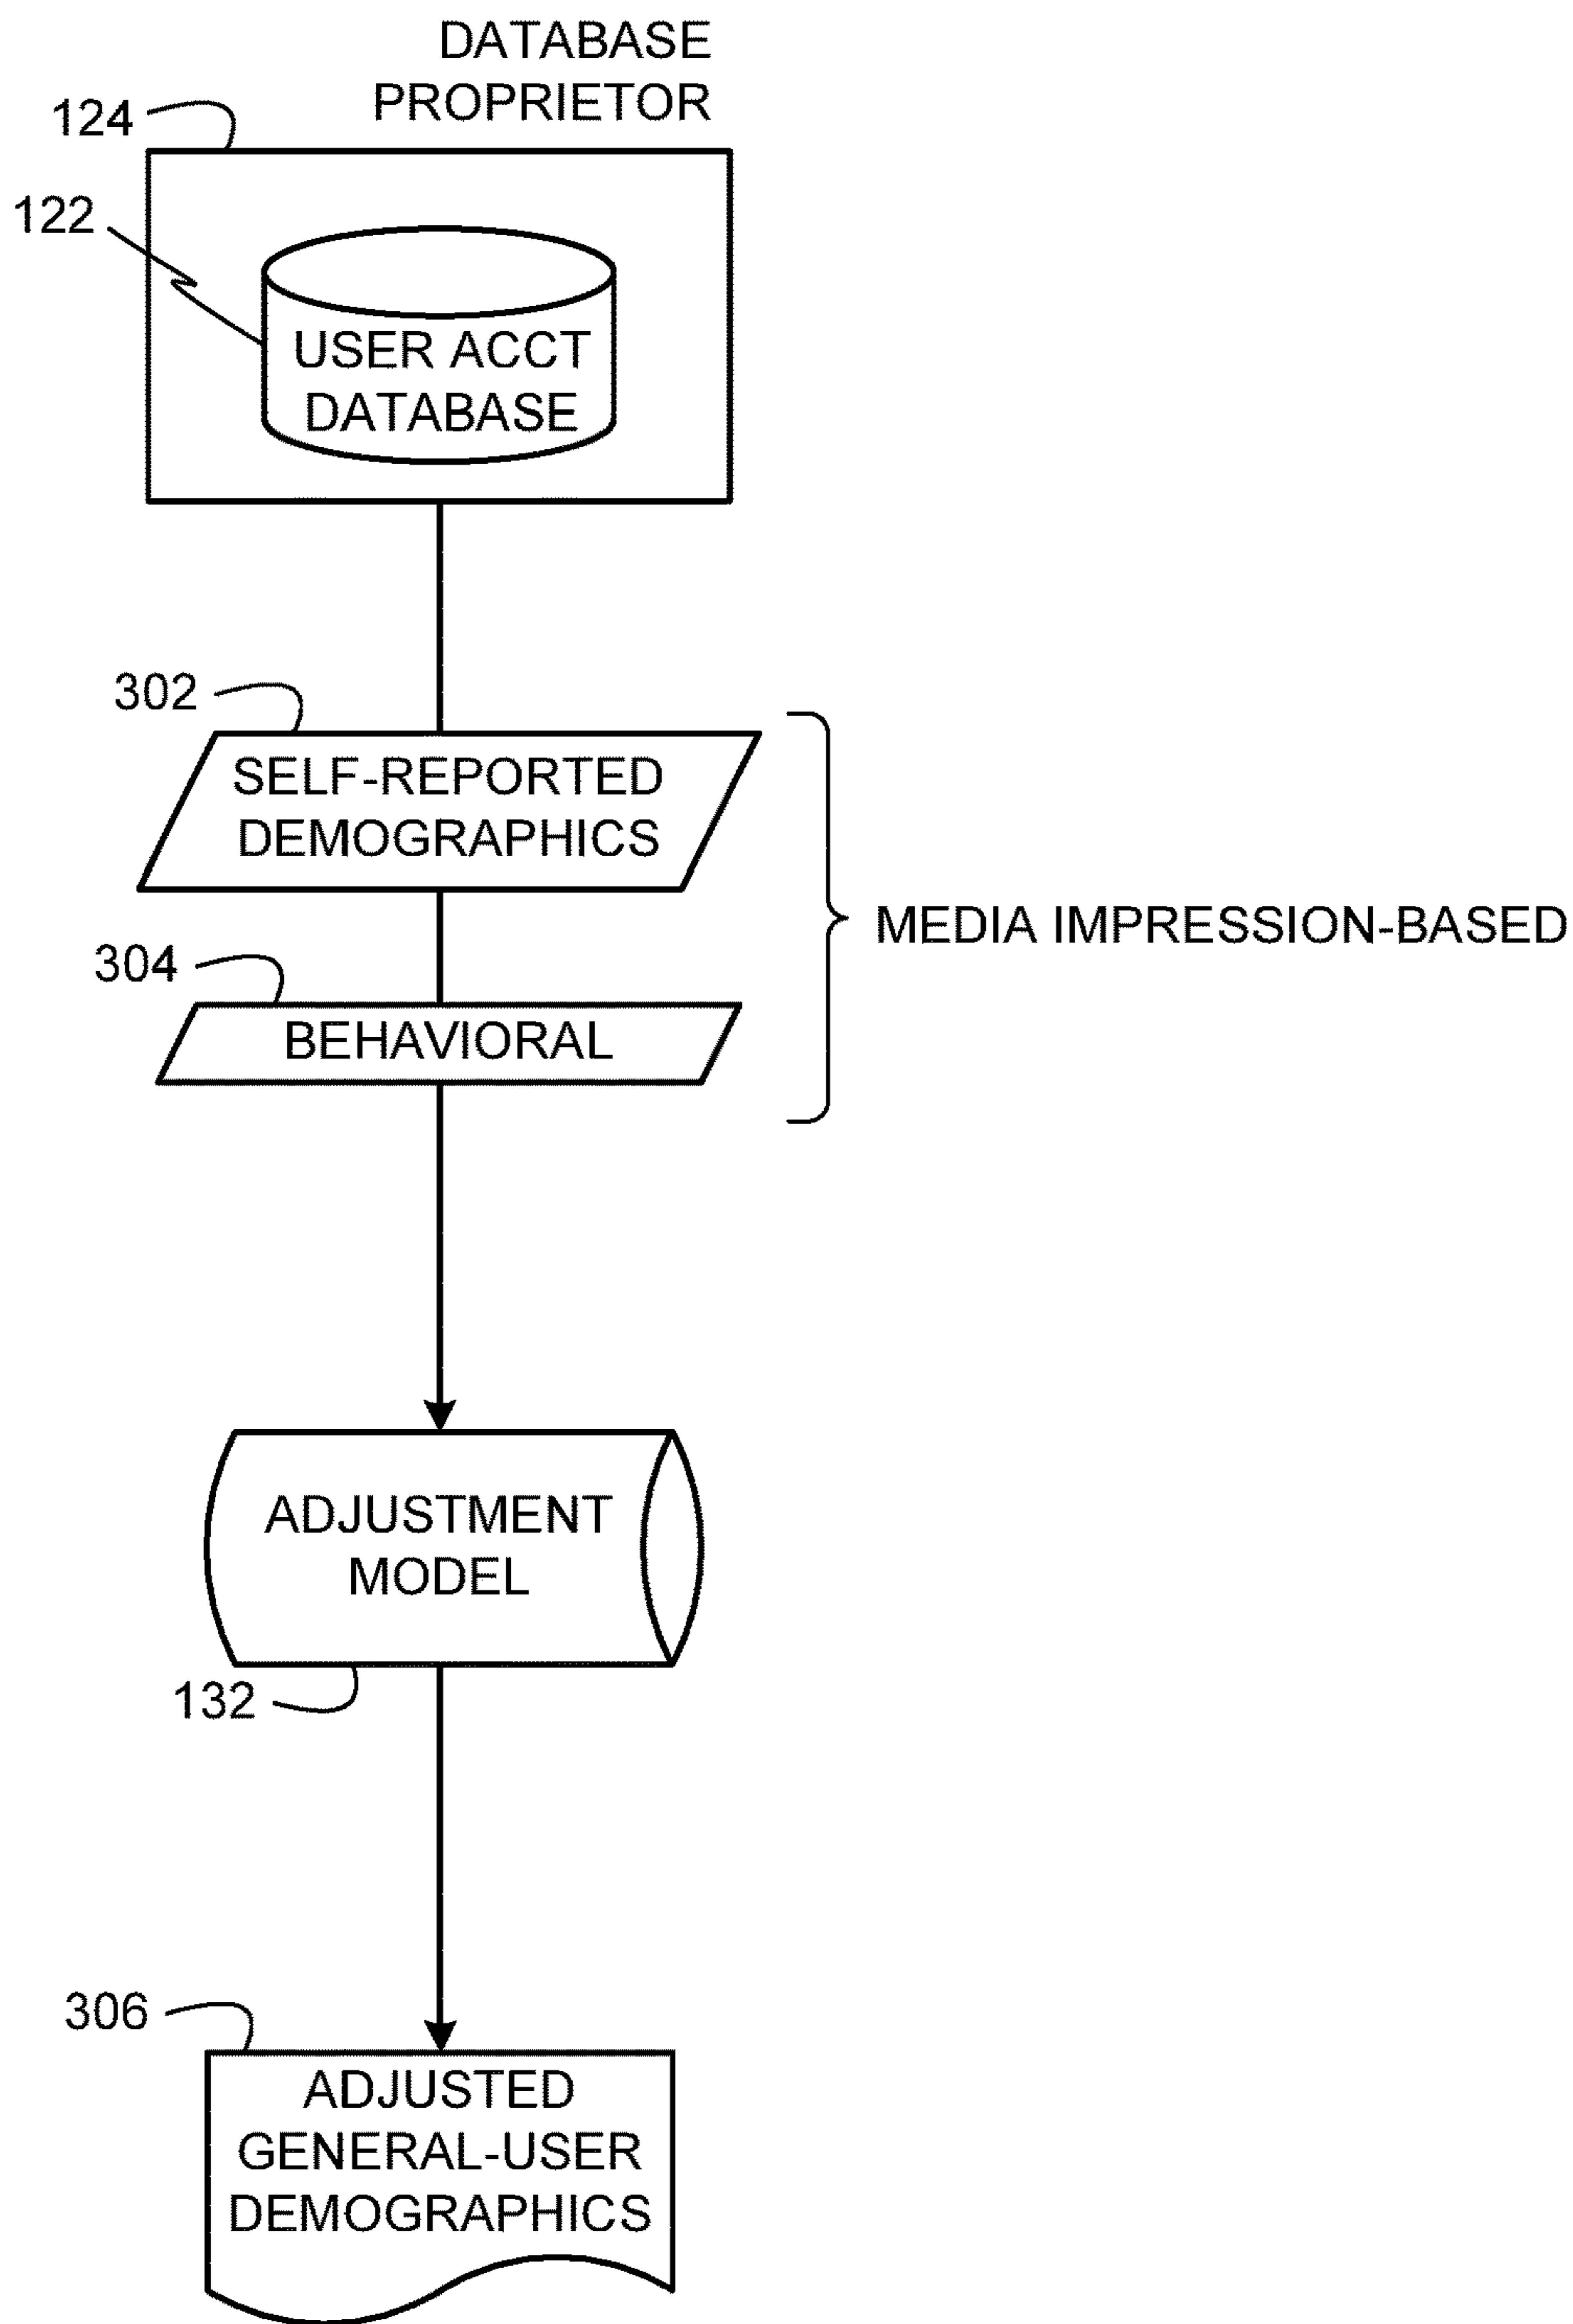 DATABASE
PROPRIETOR
124
122
USER ACCT
DATABASE
302
SELF-REPORTED
DEMOGRAPHICS
MEDIA IMPRESSION-BASED
304
BEHAVIORAL
ADJUSTMENT
MODEL
132
306
ADJUSTED
GENERAL-USER
DEMOGRAPHICS